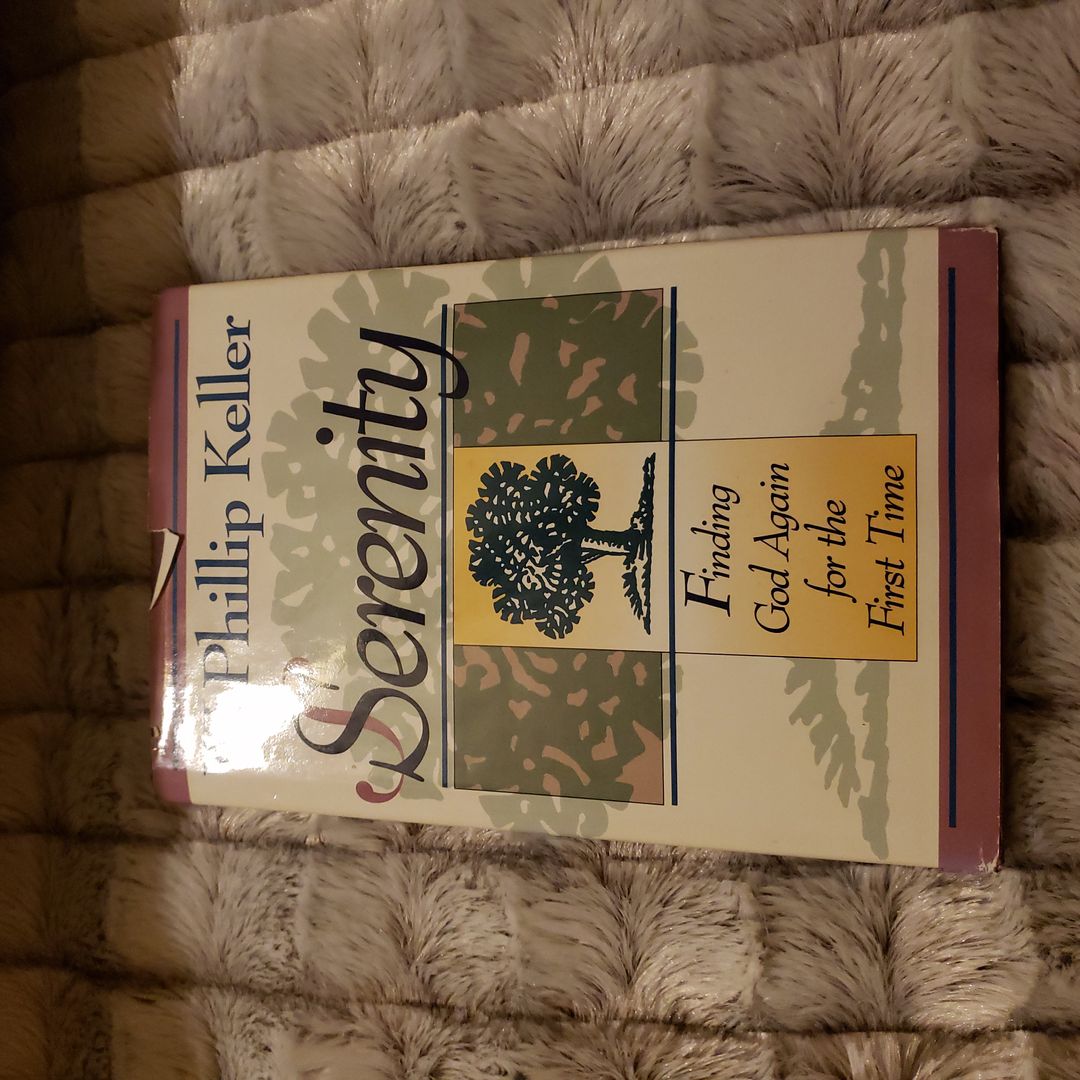 Phillip Keller
Serenity
Finding
God Again
for the
First Time